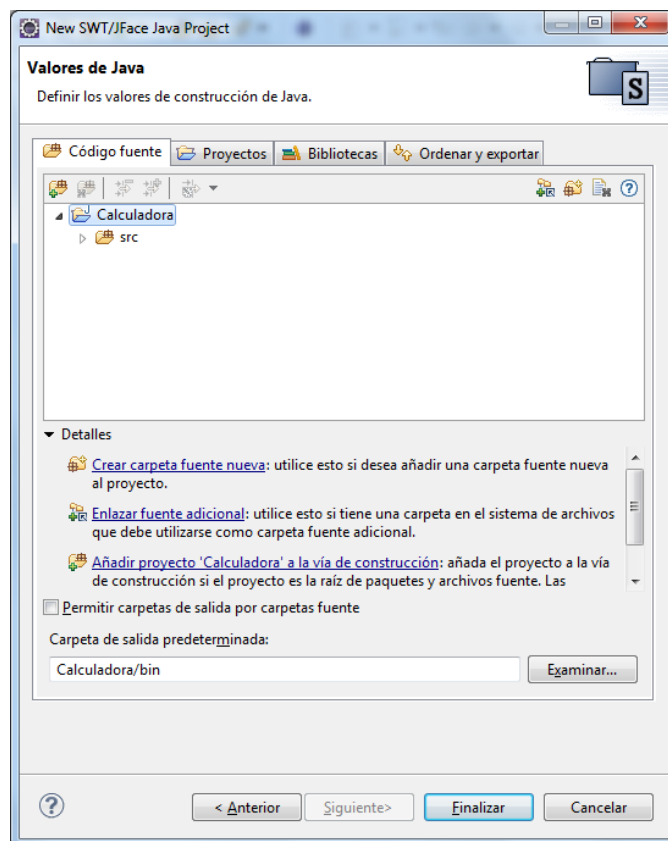 New SWT/JFace Java Project
Valores de Java
Definir los valores de construcción de Java.
S
Código fuente
Proyectos
Bibliotecas
Ordenar y exportar
Calculadora
src
Detalles
Crear carpeta fuente nueva: utilice esto si desea añadir una carpeta fuente nueva
al proyecto.
Enlazar fuente adicional: utilice esto si tiene una carpeta en el sistema de archivos
que debe utilizarse como carpeta fuente adicional.
Añadir proyecto 'Calculadora' a la vía de construcción: añada el proyecto a la vía
de construcción si el proyecto es la raíz de paquetes y archivos fuente. Las
Permitir carpetas de salida por carpetas fuente
Carpeta de salida predeterminada:
Calculadora/bin
Examinar...
< Anterior
Siguiente>
Finalizar
Cancelar